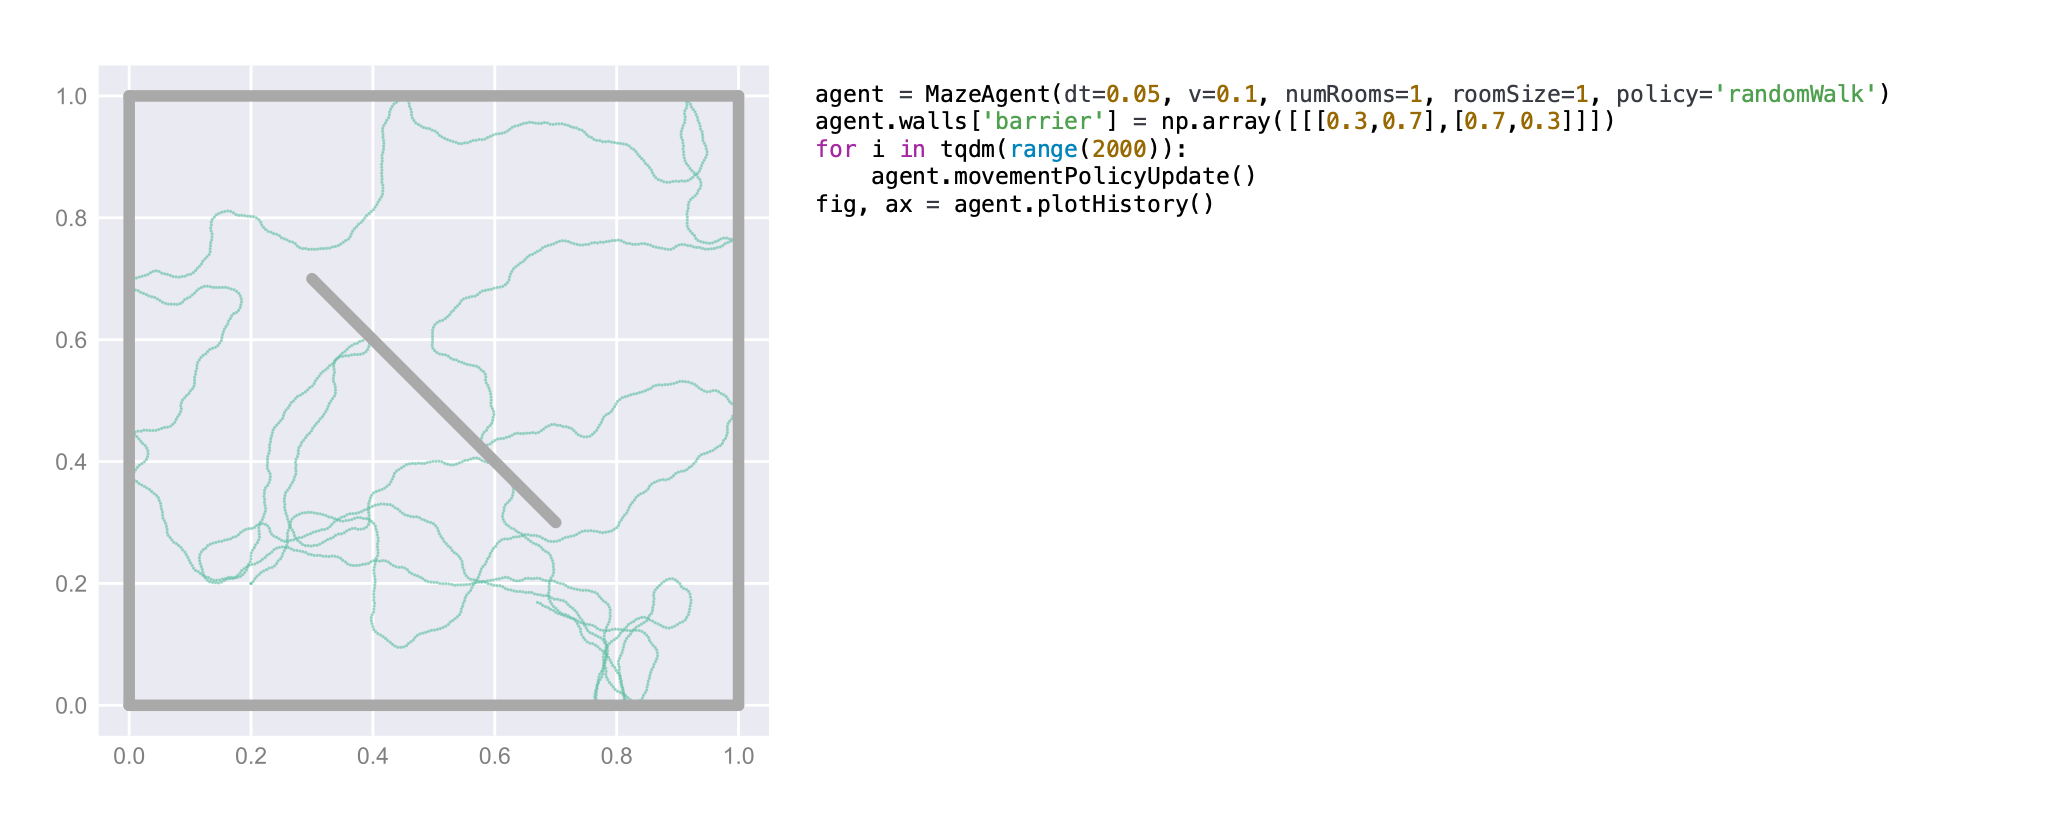 1.0
0.8
0.6
0.4
0.2
0.0
0.0 0.2 0.4 0.6 0.8 1.0
agent = MazeAgent(dt=0.05, v=0.1, numRooms=1, roomSize=1, policy='randomWalk')
agent.walls['barrier'] = np.array([[[0.3,0.7],[0.7,0.3]]])
for i in tqdm(range(2000)):
    agent.movementPolicyUpdate()
fig, ax = agent.plotHistory()